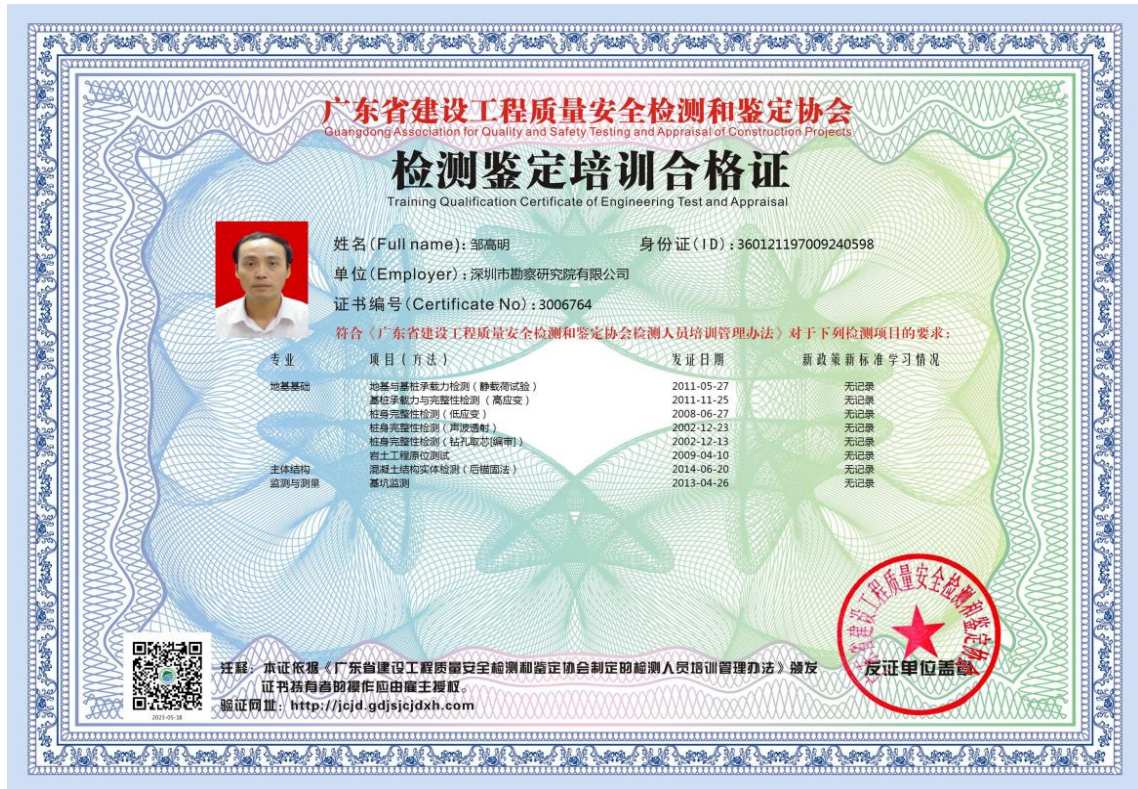 广东省建设工程质量安全检测和鉴定协会
Guangdong Association for Quality and Safety Testing and Appraisal of Construction Projects
检测鉴定培训合格证
Training Qualification Certificate of Engineering Test and Appraisal
姓名(Full name): 邹高明 身份证(ID): 360121197009240598
单位(Employer): 深圳市勘察研究院有限公司
证书编号(Certificate No): 3006764
符合《广东省建设工程质量安全检测和鉴定协会检测人员培训管理办法》对于下列检测项目的要求:
专业 项目(方法) 发证日期 新政策新标准学习情况
地基基础 地基与基桩承载力检测(静载荷试验) 2011-05-27 无记录
基桩承载力与完整性检测(高应变) 2011-11-25 无记录
桩身完整性检测(低应变) 2008-06-27 无记录
桩身完整性检测(声波透射) 2002-12-23 无记录
桩身完整性检测(钻孔取芯[编审]) 2002-12-13 无记录
岩土工程原位测试 2009-04-10 无记录
主体结构 混凝土结构实体检测(后锚固法) 2014-06-20 无记录
监测与测量 基坑监测 2013-04-26 无记录
广东省建设工程质量安全检测和鉴定协会
发证单位盖章
注释: 本证依据《广东省建设工程质量安全检测和鉴定协会制定的检测人员培训管理办法》颁发
证书持有者的操作应由雇主授权。
验证网址: http://jcjd.gdjsjcjdxh.com
2023-05-18